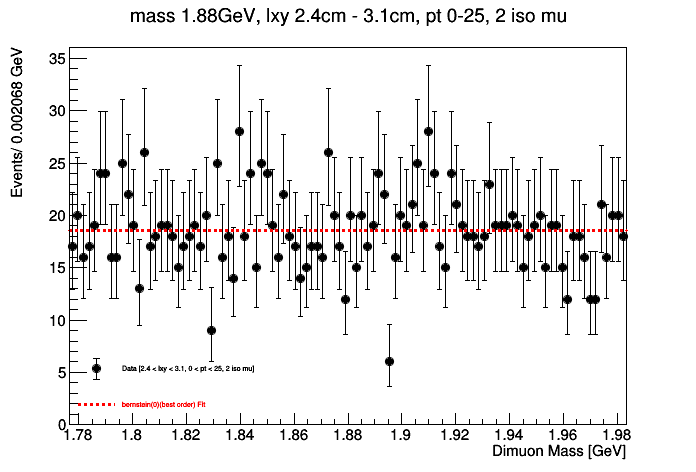 mass 1.88GeV, lxy 2.4cm - 3.1cm, pt 0-25, 2 iso mu
Events/ 0.002068 GeV
35
30
25
20
15
10
5
0
Data [2.4 < lxy < 3.1, 0 < pt < 25, 2 iso mu]
bernstein(0)(best order) Fit
1.78 1.8 1.82 1.84 1.86 1.88 1.9 1.92 1.94 1.96 1.98
Dimuon Mass [GeV]